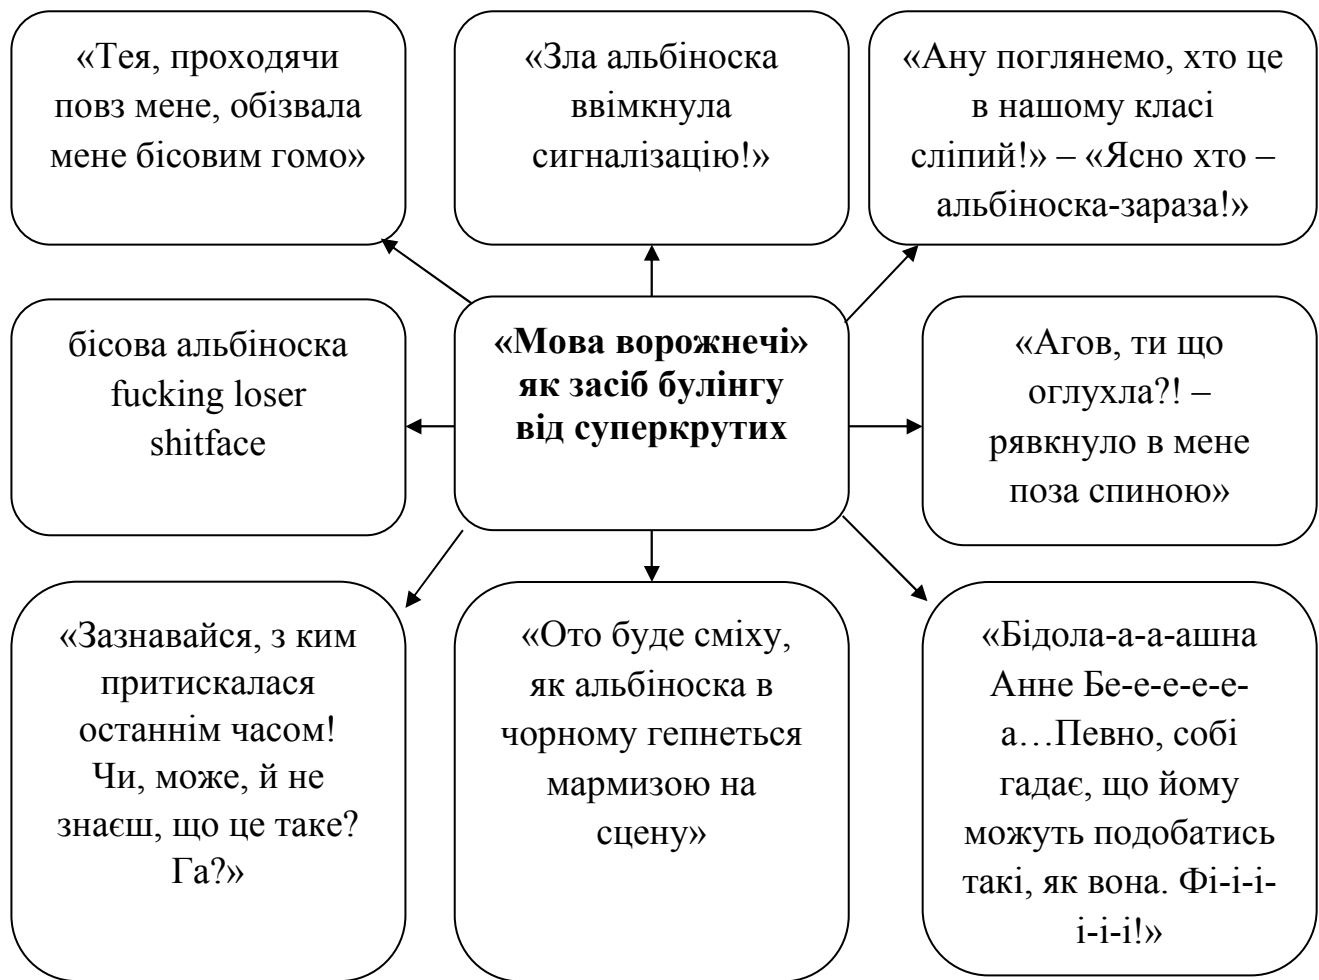 «Тея, проходячи
повз мене, обізвала
мене бісовим гомо»
«Зла альбіноска
ввімкнула
сигналізацію!»
«Ану поглянемо, хто це
в нашому класі
сліпий!» – «Ясно хто –
альбіноска-зараза!»
бісова альбіноска
fucking loser
shitface
«Мова ворожнечі»
як засіб булінгу
від суперкрутих
«Агов, ти що
оглухла?! –
рявкнуло в мене
поза спиною»
«Зазнавайся, з ким
притискалася
останнім часом!
Чи, може, й не
знаєш, що це таке?
Га?»
«Ото буде сміху,
як альбіноска в
чорному гепнеться
мармизою на
сцену»
«Бідола-а-а-ашна
Анне Бе-е-е-е-е-
а…Певно, собі
гадає, що йому
можуть подобатись
такі, як вона. Фі-і-і-
і-і-і!»